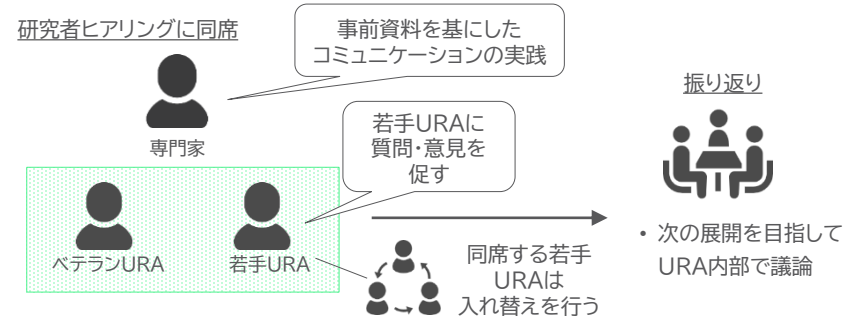 研究者ヒアリングに同席
事前資料を基にした
コミュニケーションの実践
専門家
若手URAに
質問・意見を
促す
ベテランURA
若手URA
同席する若手
URAは
入れ替えを行う
振り返り
• 次の展開を目指して
URA内部で議論